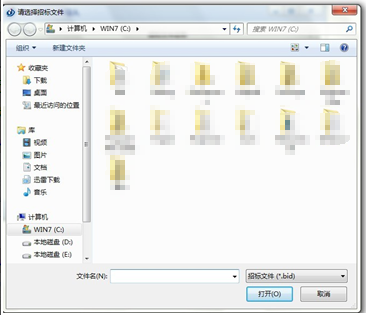 请选择招标文件
计算机 ▸ WIN7 (C:) ▸
搜索 WIN7 (C:)
组织 ▾ 新建文件夹
收藏夹
下载
桌面
最近访问的位置
库
视频
图片
文档
迅雷下载
音乐
计算机
WIN7 (C:)
本地磁盘 (D:)
本地磁盘 (E:)
文件名(N):
招标文件 (*.bid)
打开(O)
取消